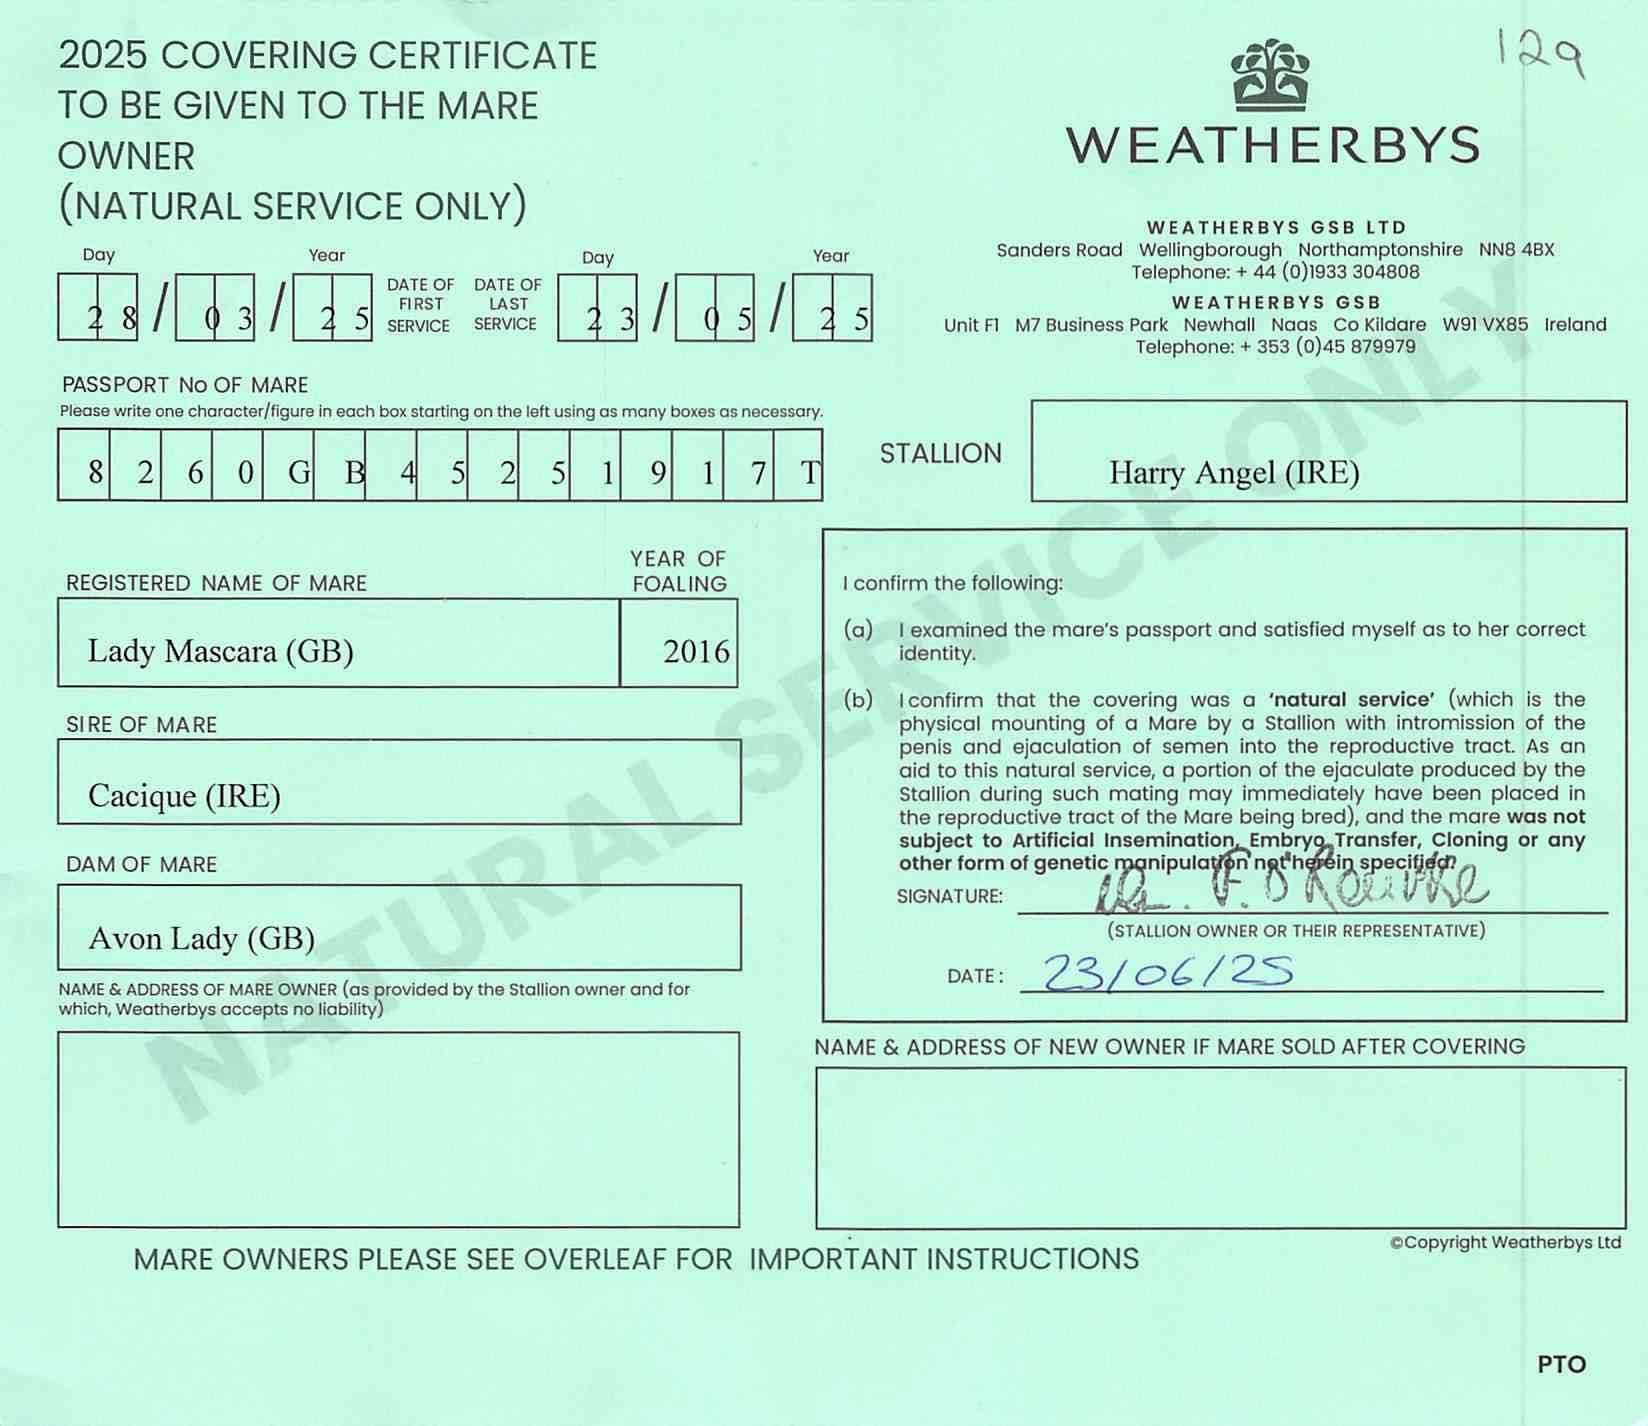 2025 COVERING CERTIFICATE
TO BE GIVEN TO THE MARE
OWNER
(NATURAL SERVICE ONLY)
129
WEATHERBYS
WEATHERBYS GSB LTD
Sanders Road Wellingborough Northamptonshire NN8 4BX
Telephone: + 44 (0)1933 304808
WEATHERBYS GSB
Unit F1 M7 Business Park Newhall Naas Co Kildare W91 VX85 Ireland
Telephone: + 353 (0)45 879979
Day Year
28/03/25
DATE OF FIRST SERVICE
DATE OF LAST SERVICE
Day Year
23/05/25
PASSPORT No OF MARE
Please write one character/figure in each box starting on the left using as many boxes as necessary.
8260GB45251917T
STALLION
Harry Angel (IRE)
REGISTERED NAME OF MARE
YEAR OF FOALING
Lady Mascara (GB)
2016
SIRE OF MARE
Cacique (IRE)
DAM OF MARE
Avon Lady (GB)
NAME & ADDRESS OF MARE OWNER (as provided by the Stallion owner and for
which, Weatherbys accepts no liability)
I confirm the following:
(a) I examined the mare's passport and satisfied myself as to her correct
identity.
(b) I confirm that the covering was a 'natural service' (which is the
physical mounting of a Mare by a Stallion with intromission of the
penis and ejaculation of semen into the reproductive tract. As an
aid to this natural service, a portion of the ejaculate produced by the
Stallion during such mating may immediately have been placed in
the reproductive tract of the Mare being bred), and the mare was not
subject to Artificial Insemination, Embryo Transfer, Cloning or any
other form of genetic manipulation not herein specified.
SIGNATURE: F. O'Rourke
(STALLION OWNER OR THEIR REPRESENTATIVE)
DATE: 23/06/25
NAME & ADDRESS OF NEW OWNER IF MARE SOLD AFTER COVERING
©Copyright Weatherbys Ltd
MARE OWNERS PLEASE SEE OVERLEAF FOR IMPORTANT INSTRUCTIONS
PTO
NATURAL SERVICE ONLY